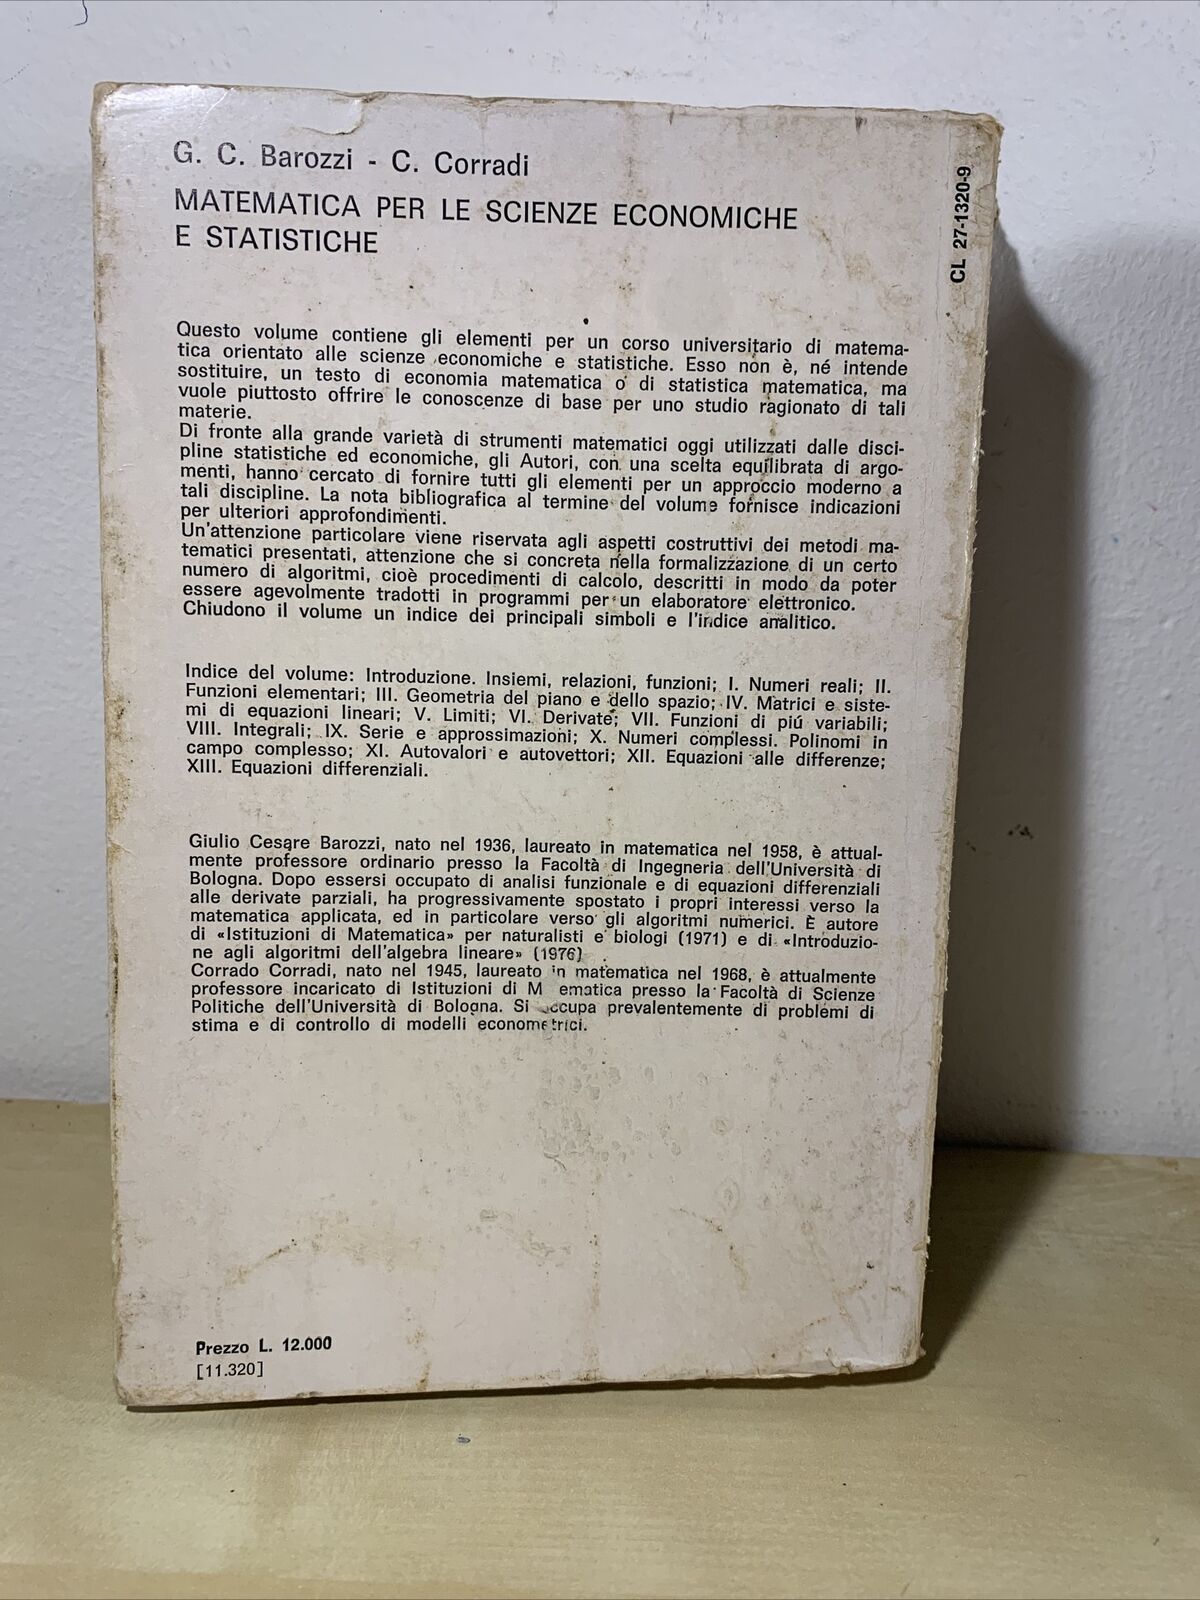 G. C. Barozzi - C. Corradi
MATEMATICA PER LE SCIENZE ECONOMICHE
E STATISTICHE
CL 27-1320-9
Questo volume contiene gli elementi per un corso universitario di matema-
tica orientato alle scienze economiche e statistiche. Esso non è, né intende
sostituire, un testo di economia matematica o di statistica matematica, ma
vuole piuttosto offrire le conoscenze di base per uno studio ragionato di tali
materie.
Di fronte alla grande varietà di strumenti matematici oggi utilizzati dalle disci-
pline statistiche ed economiche, gli Autori, con una scelta equilibrata di argo-
menti, hanno cercato di fornire tutti gli elementi per un approccio moderno a
tali discipline. La nota bibliografica al termine del volume fornisce indicazioni
per ulteriori approfondimenti.
Un'attenzione particolare viene riservata agli aspetti costruttivi dei metodi ma-
tematici presentati, attenzione che si concreta nella formalizzazione di un certo
numero di algoritmi, cioè procedimenti di calcolo, descritti in modo da poter
essere agevolmente tradotti in programmi per un elaboratore elettronico.
Chiudono il volume un indice dei principali simboli e l'indice analitico.
Indice del volume: Introduzione. Insiemi, relazioni, funzioni; I. Numeri reali; II.
Funzioni elementari; III. Geometria del piano e dello spazio; IV. Matrici e siste-
mi di equazioni lineari; V. Limiti; VI. Derivate; VII. Funzioni di piú variabili;
VIII. Integrali; IX. Serie e approssimazioni; X. Numeri complessi. Polinomi in
campo complesso; XI. Autovalori e autovettori; XII. Equazioni alle differenze;
XIII. Equazioni differenziali.
Giulio Cesare Barozzi, nato nel 1936, laureato in matematica nel 1958, è attual-
mente professore ordinario presso la Facoltà di Ingegneria dell'Università di
Bologna. Dopo essersi occupato di analisi funzionale e di equazioni differenziali
alle derivate parziali, ha progressivamente spostato i propri interessi verso la
matematica applicata, ed in particolare verso gli algoritmi numerici. È autore
di «Istituzioni di Matematica» per naturalisti e biologi (1971) e di «Introduzio-
ne agli algoritmi dell'algebra lineare» (1976)
Corrado Corradi, nato nel 1945, laureato in matematica nel 1968, è attualmente
professore incaricato di Istituzioni di M ematica presso la Facoltà di Scienze
Politiche dell'Università di Bologna. Si occupa prevalentemente di problemi di
stima e di controllo di modelli econometrici.
Prezzo L. 12.000
[11.320]